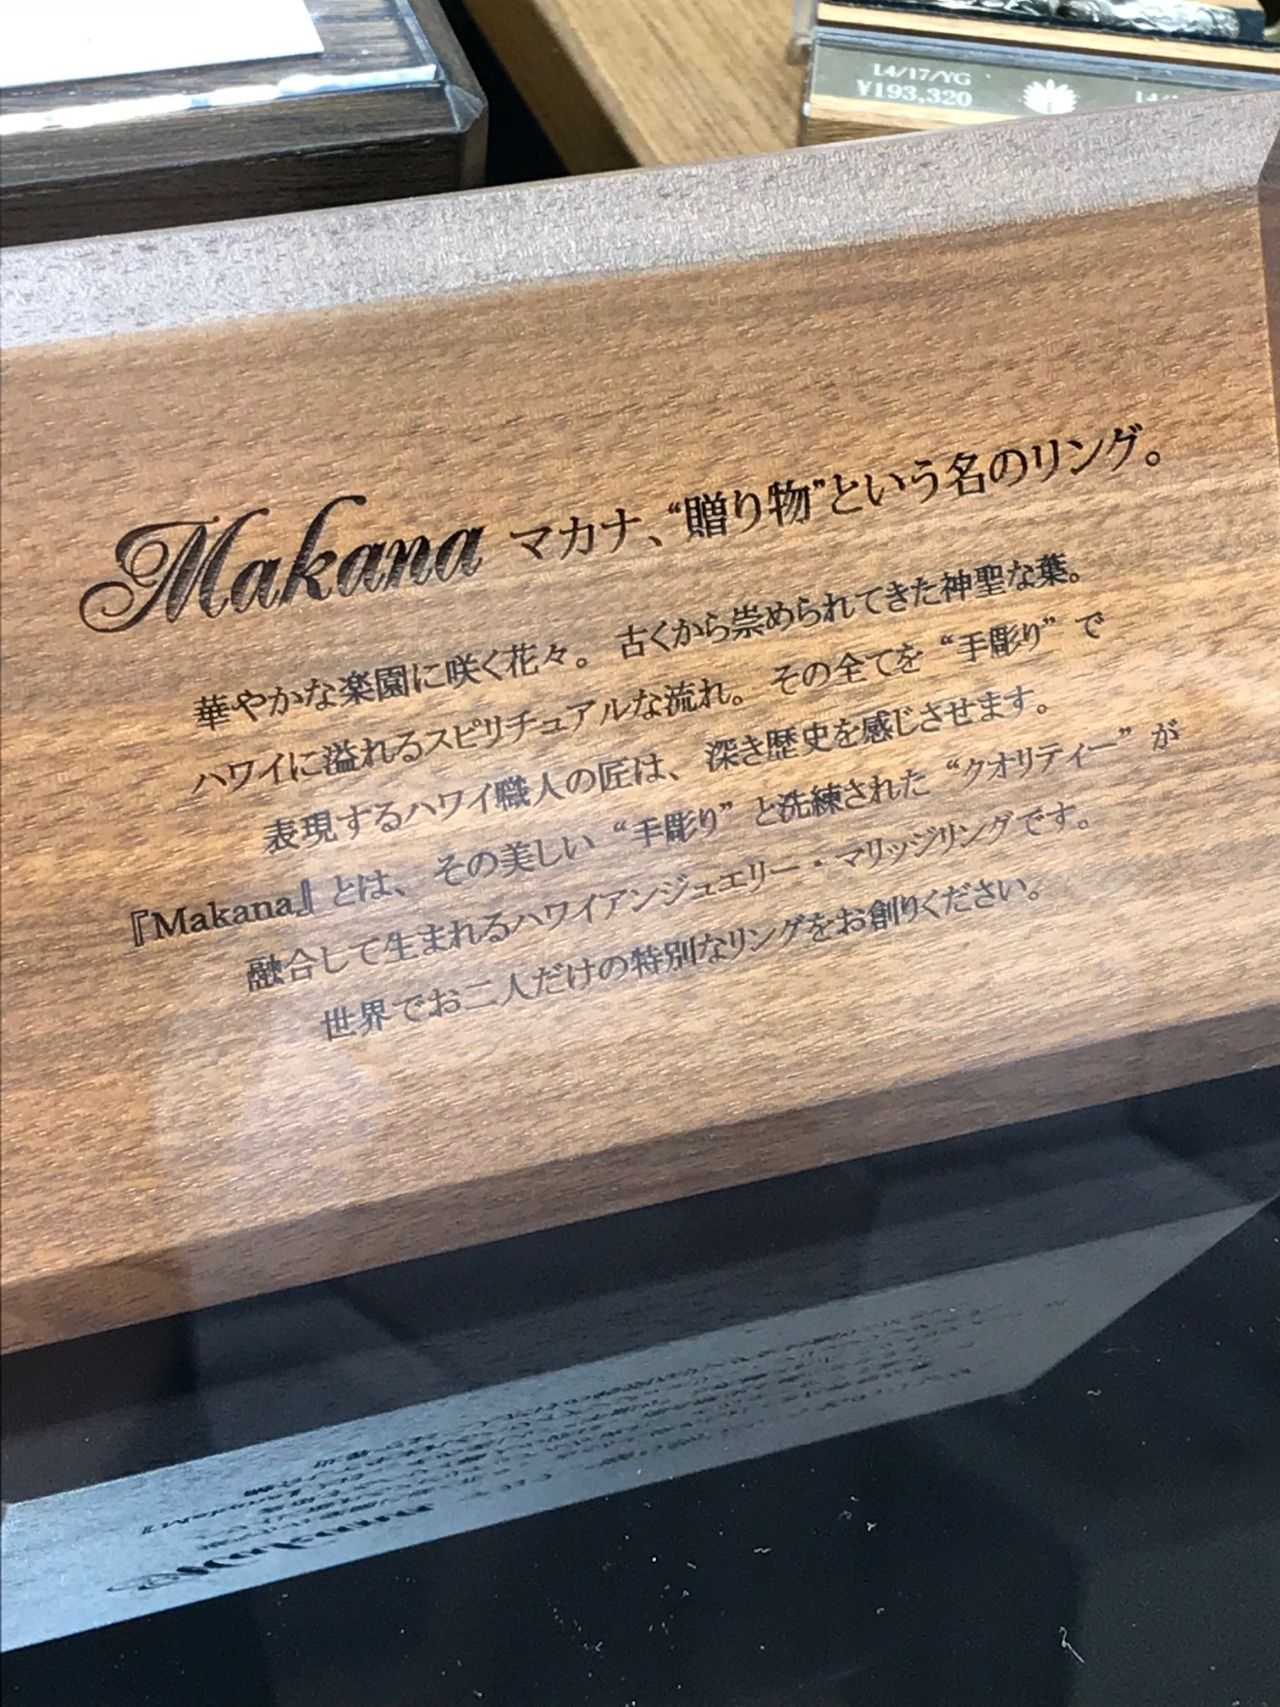 14/17/YG
¥193,320
Makana マカナ、“贈り物”という名のリング。
華やかな楽園に咲く花々。古くから崇められてきた神聖な葉。
ハワイに溢れるスピリチュアルな流れ。その全てを“手彫り”で
表現するハワイ職人の匠は、深き歴史を感じさせます。
『Makana』とは、その美しい“手彫り”と洗練された“クオリティー”が
融合して生まれるハワイアンジュエリー・マリッジリングです。
世界でお二人だけの特別なリングをお創りください。